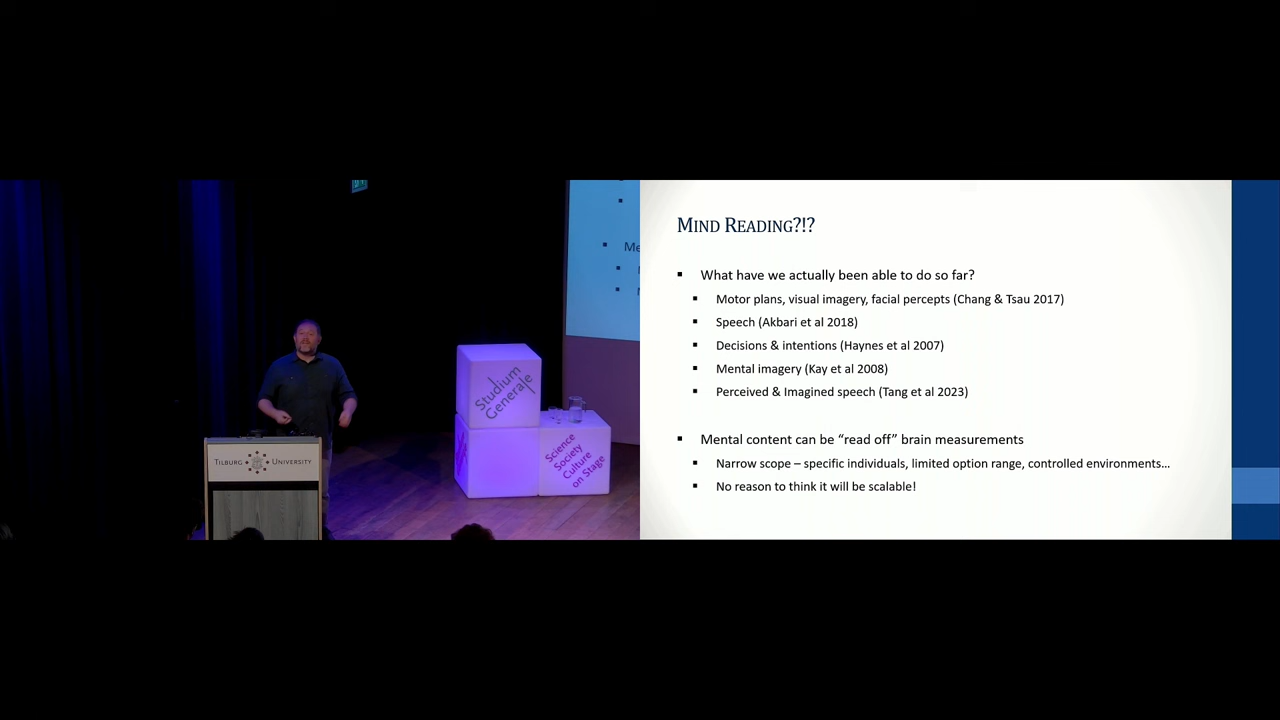 Studium
Generale
Science
Society
Culture
on Stage
TILBURG UNIVERSITY
Me
MIND READING?!?
▪ What have we actually been able to do so far?
▪ Motor plans, visual imagery, facial percepts (Chang & Tsau 2017)
▪ Speech (Akbari et al 2018)
▪ Decisions & intentions (Haynes et al 2007)
▪ Mental imagery (Kay et al 2008)
▪ Perceived & Imagined speech (Tang et al 2023)
▪ Mental content can be “read off” brain measurements
▪ Narrow scope – specific individuals, limited option range, controlled environments…
▪ No reason to think it will be scalable!